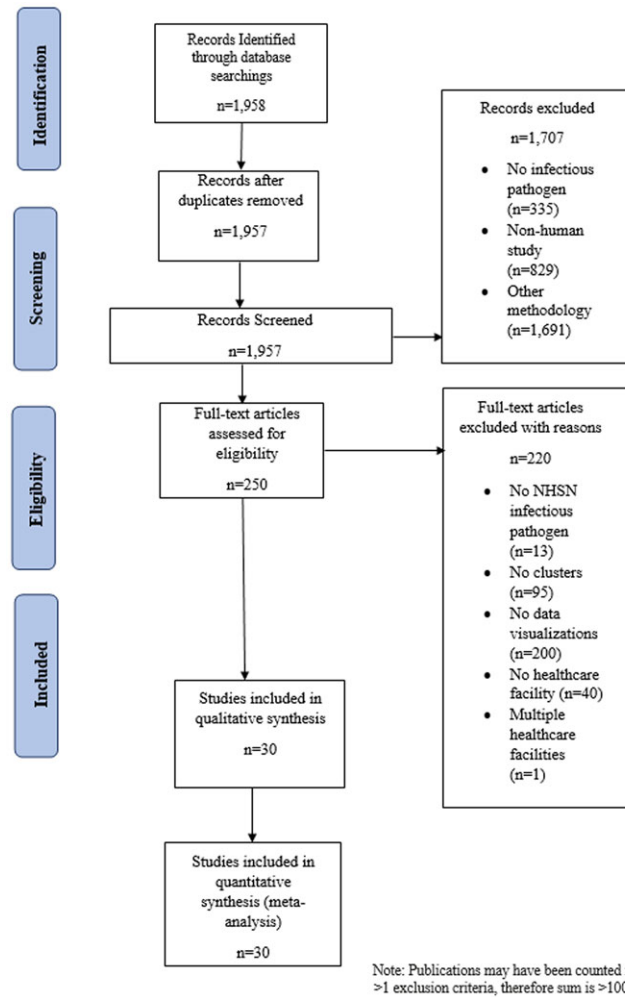 Identification
Records Identified
through database
searchings
n=1,958
Records after
duplicates removed
n=1,957
Screening
Records Screened
n=1,957
Records excluded
n=1,707
• No infectious
pathogen
(n=335)
• Non-human
study
(n=829)
• Other
methodology
(n=1,691)
Eligibility
Full-text articles
assessed for
eligibility
n=250
Full-text articles
excluded with reasons
n=220
• No NHSN
infectious
pathogen
(n=13)
• No clusters
(n=95)
• No data
visualizations
(n=200)
• No healthcare
facility (n=40)
• Multiple
healthcare
facilities
(n=1)
Included
Studies included in
qualitative synthesis
n=30
Studies included in
quantitative
synthesis (meta-
analysis)
n=30
Note: Publications may have been counted
>1 exclusion criteria, therefore sum is >100